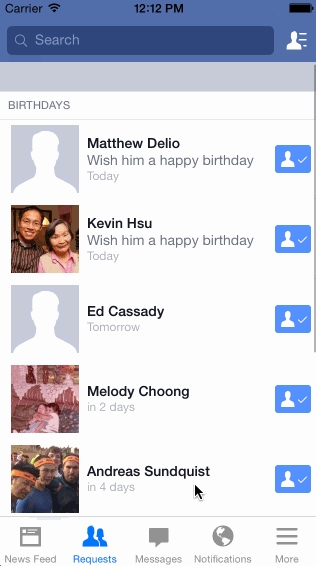 Carrier 12:12 PM
Search
BIRTHDAYS
Matthew Delio
Wish him a happy birthday
Today
Kevin Hsu
Wish him a happy birthday
Today
Ed Cassady
Tomorrow
Melody Choong
in 2 days
Andreas Sundquist
in 4 days
News Feed Requests Messages Notifications More